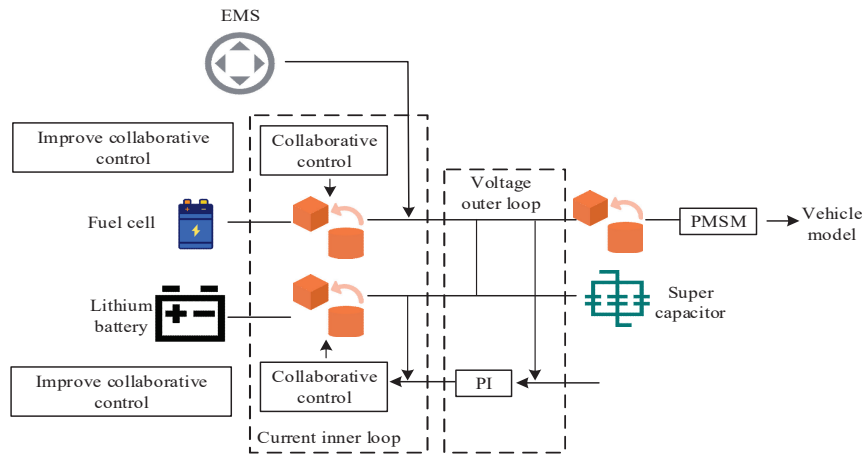 EMS
Improve collaborative
control
Collaborative
control
Voltage
outer loop
Fuel cell
PMSM
Vehicle
model
Lithium
battery
Super
capacitor
Improve collaborative
control
Collaborative
control
PI
Current inner loop